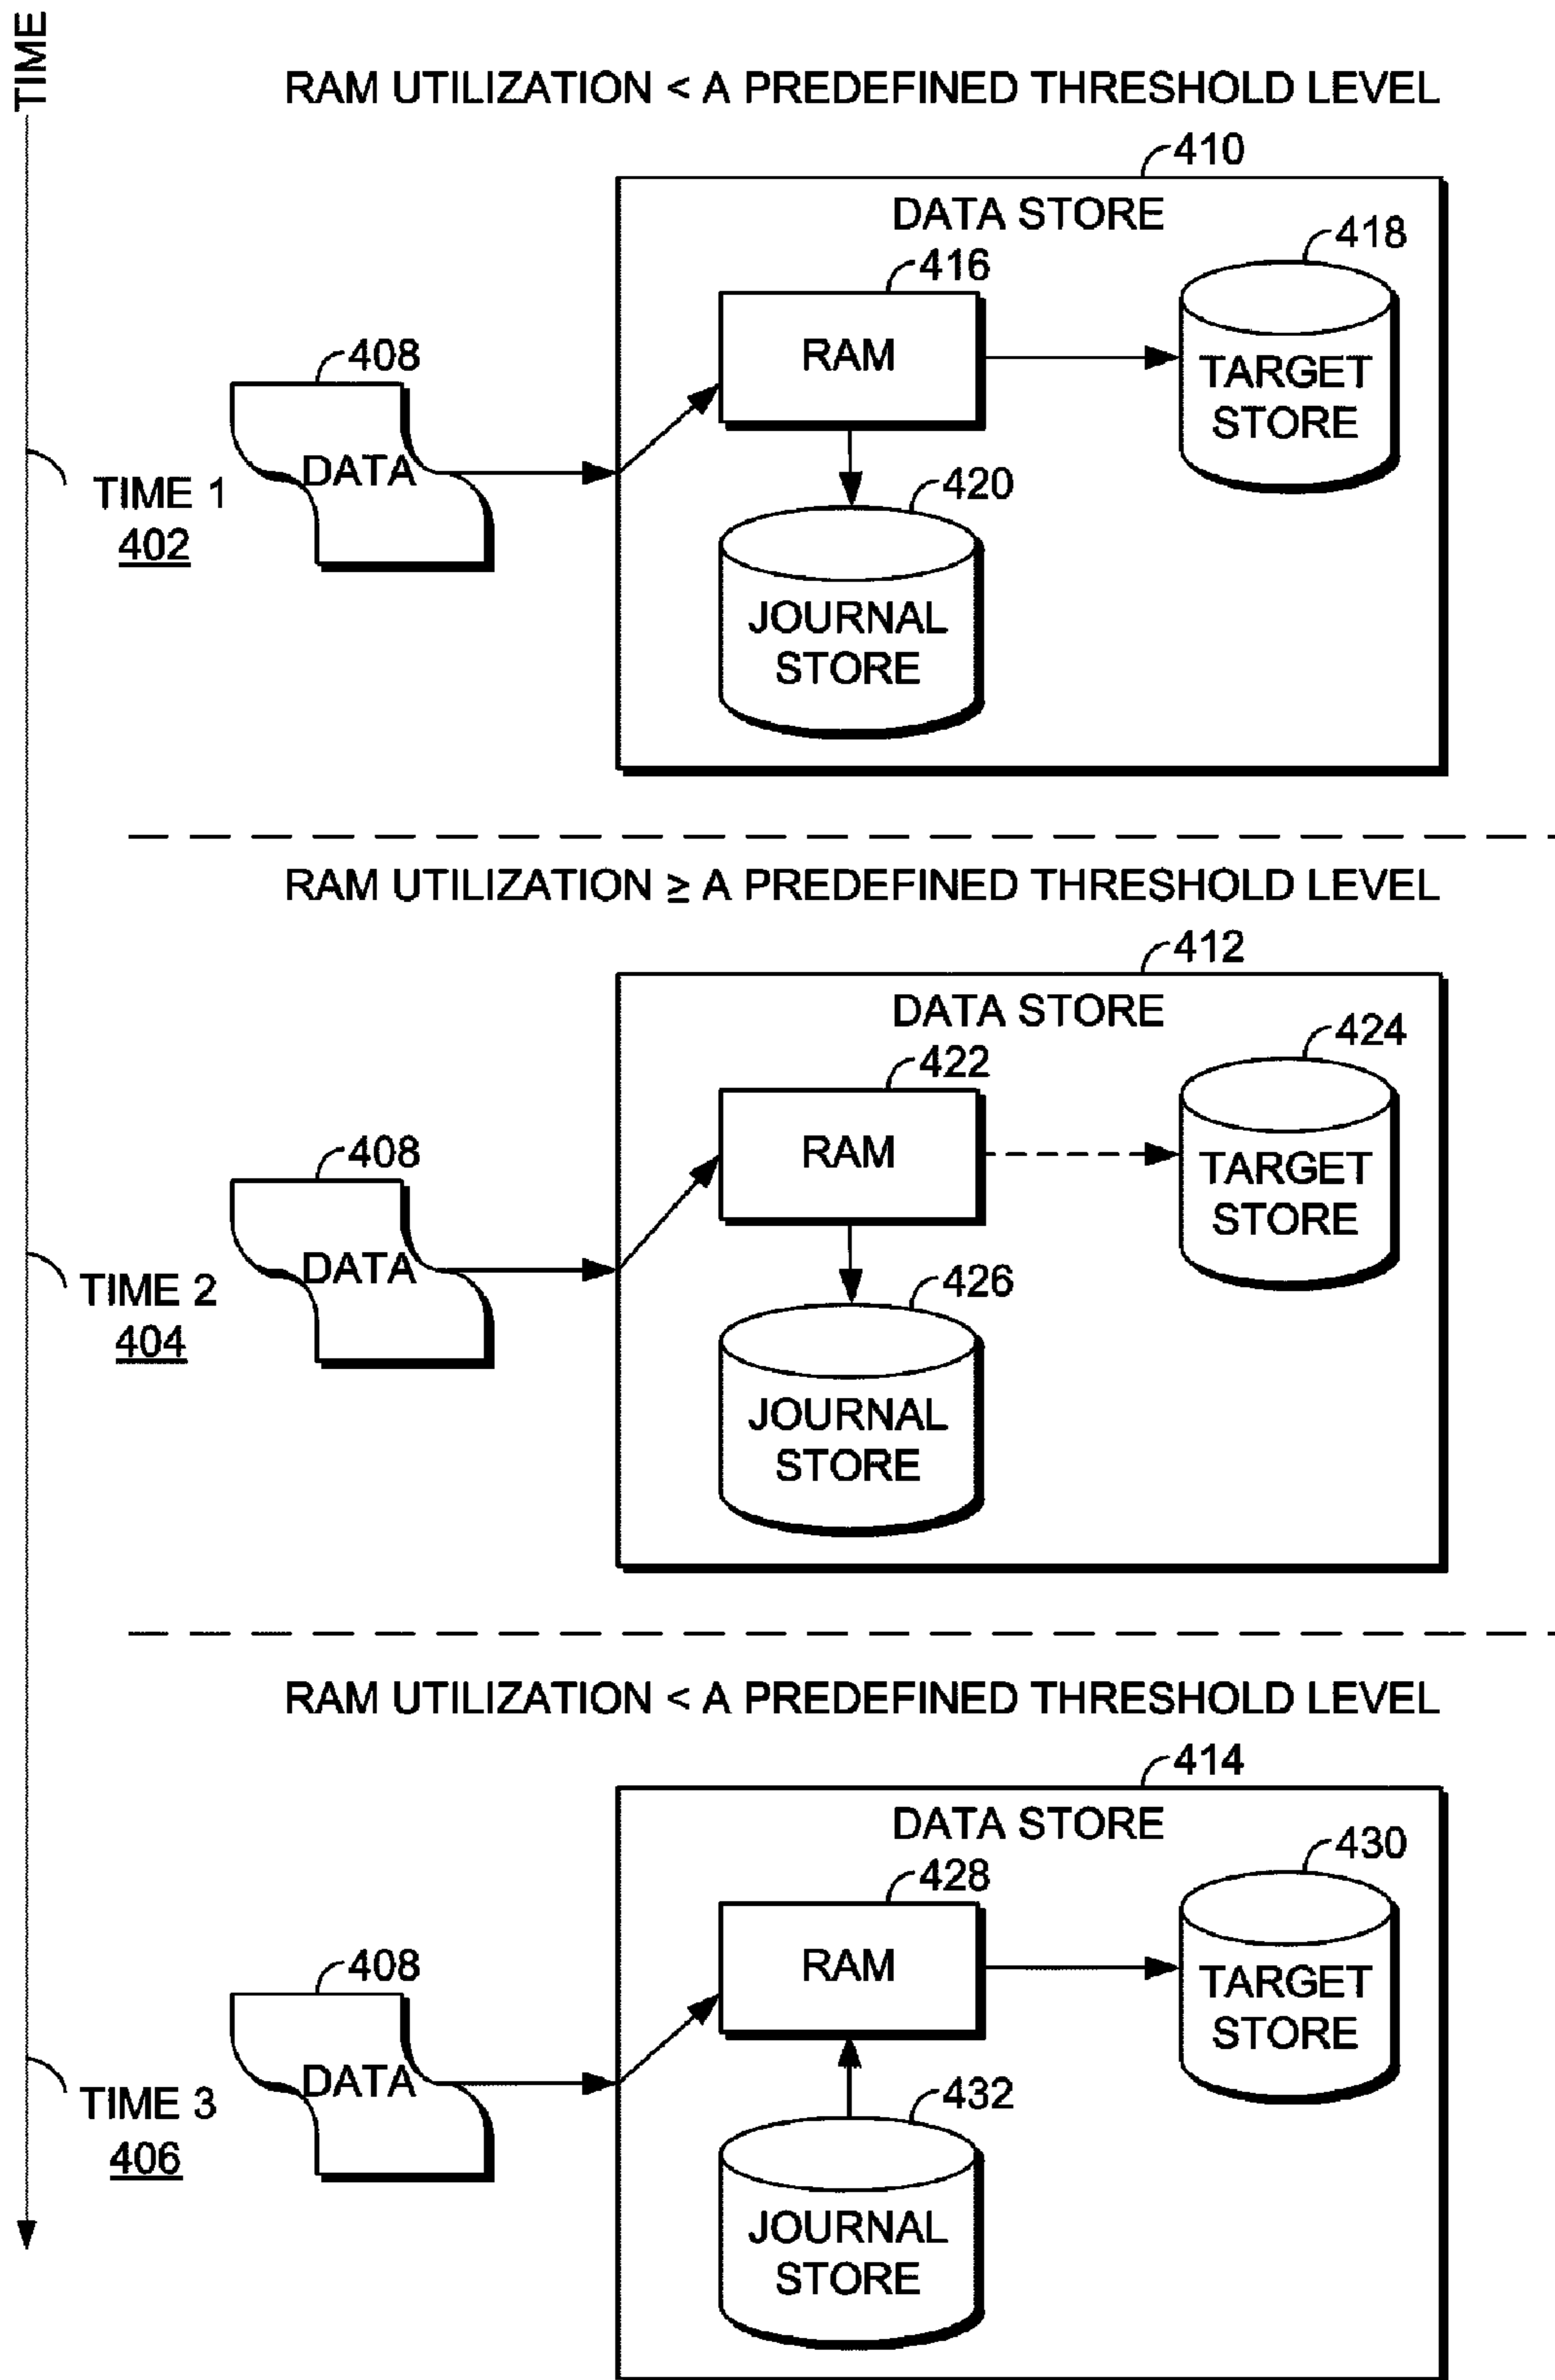 TIME
RAM UTILIZATION < A PREDEFINED THRESHOLD LEVEL
410
DATA STORE
418
416
RAM
TARGET
STORE
408
DATA
TIME 1
402
420
JOURNAL
STORE
RAM UTILIZATION ≥ A PREDEFINED THRESHOLD LEVEL
412
DATA STORE
424
422
RAM
TARGET
STORE
408
DATA
TIME 2
404
426
JOURNAL
STORE
RAM UTILIZATION < A PREDEFINED THRESHOLD LEVEL
414
DATA STORE
430
428
RAM
TARGET
STORE
408
DATA
TIME 3
406
432
JOURNAL
STORE